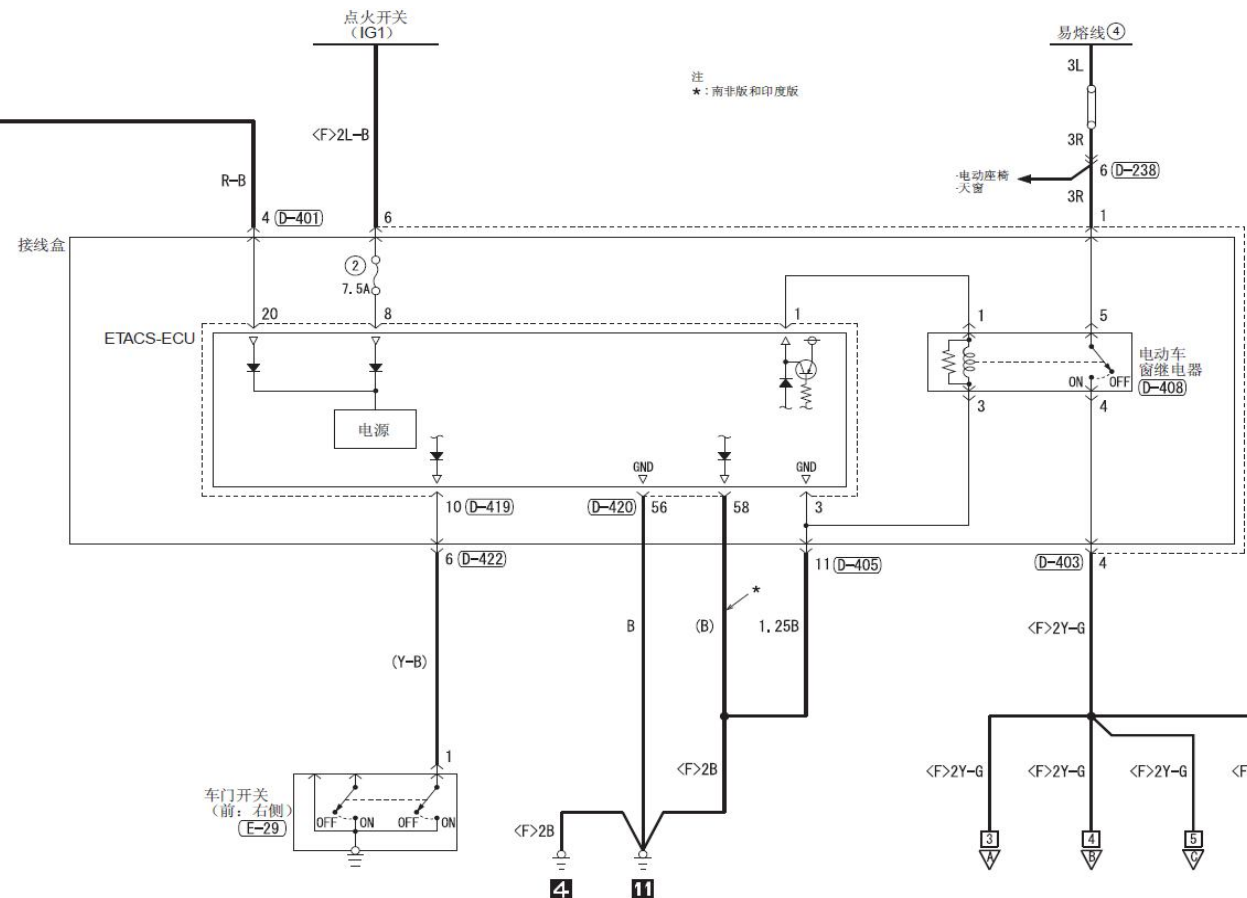 点火开关
（IG1）
易熔线④
3L
注
*：南非版和印度版
<F>2L-B
3R
6 D-238
-电动座椅
-天窗
3R
R-B
4 D-401
6
1
接线盒
②
7.5A
20
8
1
1
5
ETACS-ECU
电动车
窗继电器
D-408
ON
OFF
3
4
电源
GND
GND
10 D-419
D-420 56
58
3
6 D-422
11 D-405
D-403 4
*
B
(B)
1.25B
<F>2Y-G
(Y-B)
1
<F>2B
<F>2Y-G
<F>2Y-G
<F>2Y-G
<F
车门开关
（前：右侧）
E-29
OFF
ON
OFF
ON
<F>2B
3
4
5
A
B
C
4
11